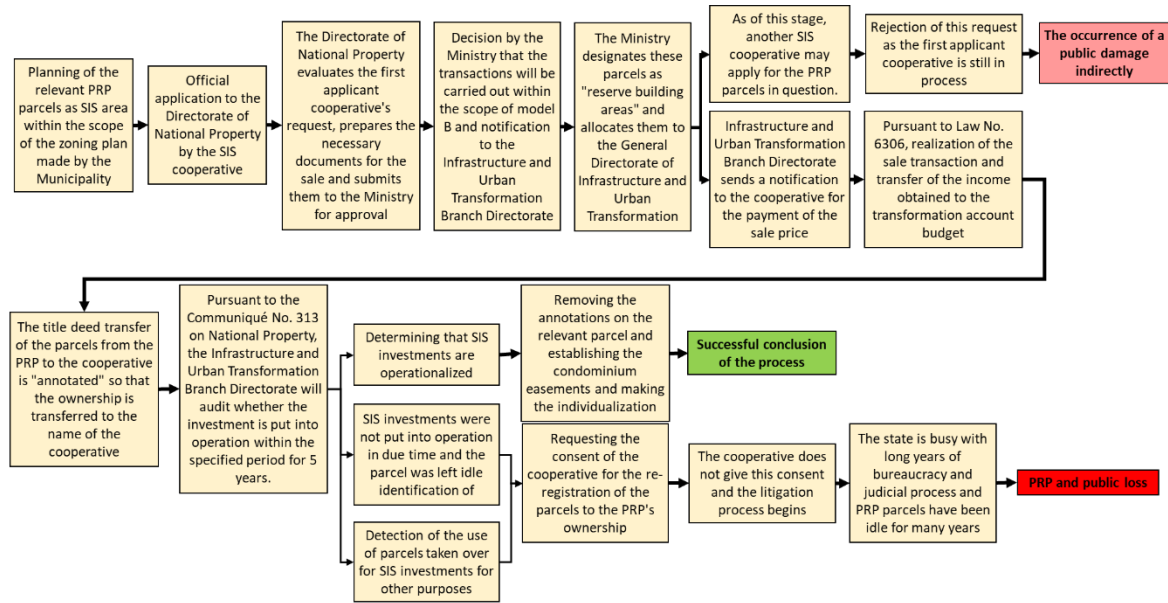 Planning of the
relevant PRP
parcels as SIS area
within the scope
of the zoning plan
made by the
Municipality
Official
application to the
Directorate of
National Property
by the SIS
cooperative
The Directorate of
National Property
evaluates the first
applicant
cooperative's
request, prepares the
necessary
documents for the
sale and submits
them to the Ministry
for approval
Decision by the
Ministry that the
transactions will be
carried out within
the scope of model
B and notification
to the
Infrastructure and
Urban
Transformation
Branch Directorate
The Ministry
designates these
parcels as
"reserve building
areas" and
allocates them to
the General
Directorate of
Infrastructure and
Urban
Transformation
As of this stage,
another SIS
cooperative may
apply for the PRP
parcels in question.
Rejection of this request
as the first applicant
cooperative is still in
process
The occurrence of a
public damage
indirectly
Infrastructure and
Urban Transformation
Branch Directorate
sends a notification
to the cooperative for
the payment of the
sale price
Pursuant to Law No.
6306, realization of the
sale transaction and
transfer of the income
obtained to the
transformation account
budget
The title deed transfer
of the parcels from the
PRP to the cooperative
is "annotated" so that
the ownership is
transferred to the
name of the
cooperative
Pursuant to the
Communiqué No. 313
on National Property,
the Infrastructure and
Urban Transformation
Branch Directorate will
audit whether the
investment is put into
operation within the
specified period for 5
years.
Determining that SIS
investments are
operationalized
Removing the
annotations on the
relevant parcel and
establishing the
condominium
easements and making
the individualization
Successful conclusion
of the process
SIS investments were
not put into operation
in due time and the
parcel was left idle
identification of
Detection of the use
of parcels taken over
for SIS investments for
other purposes
Requesting the
consent of the
cooperative for the re-
registration of the
parcels to the PRP's
ownership
The cooperative
does not give this
consent and the
litigation process
begins
The state is busy with
long years of
bureaucracy and
judicial process and
PRP parcels have been
idle for many years
PRP and public loss